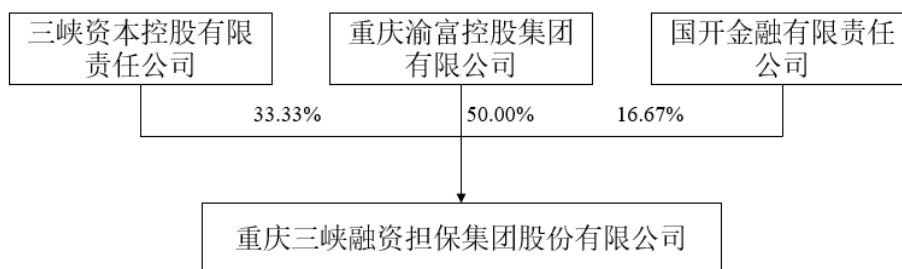 三峡资本控股有限
责任公司
重庆渝富控股集团
有限公司
国开金融有限责任
公司
33.33%
50.00%
16.67%
重庆三峡融资担保集团股份有限公司